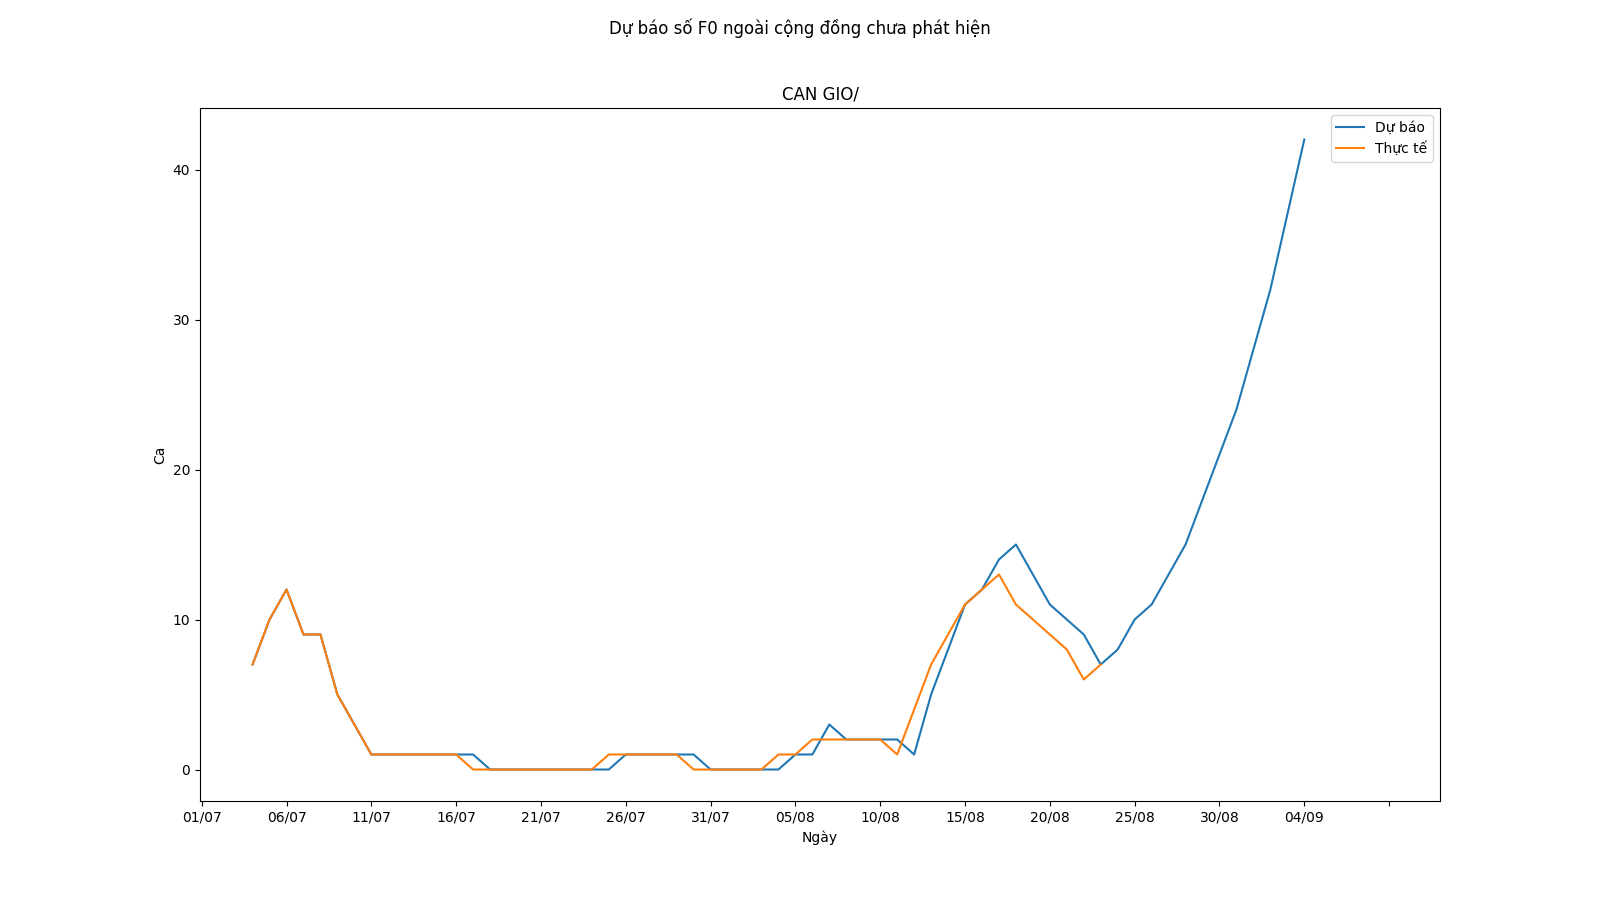 Dự báo số F0 ngoài cộng đồng chưa phát hiện
CAN GIO/
Dự báo
Thực tế
40
30
20
10
0
Ca
01/07 06/07 11/07 16/07 21/07 26/07 31/07 05/08 10/08 15/08 20/08 25/08 30/08 04/09
Ngày